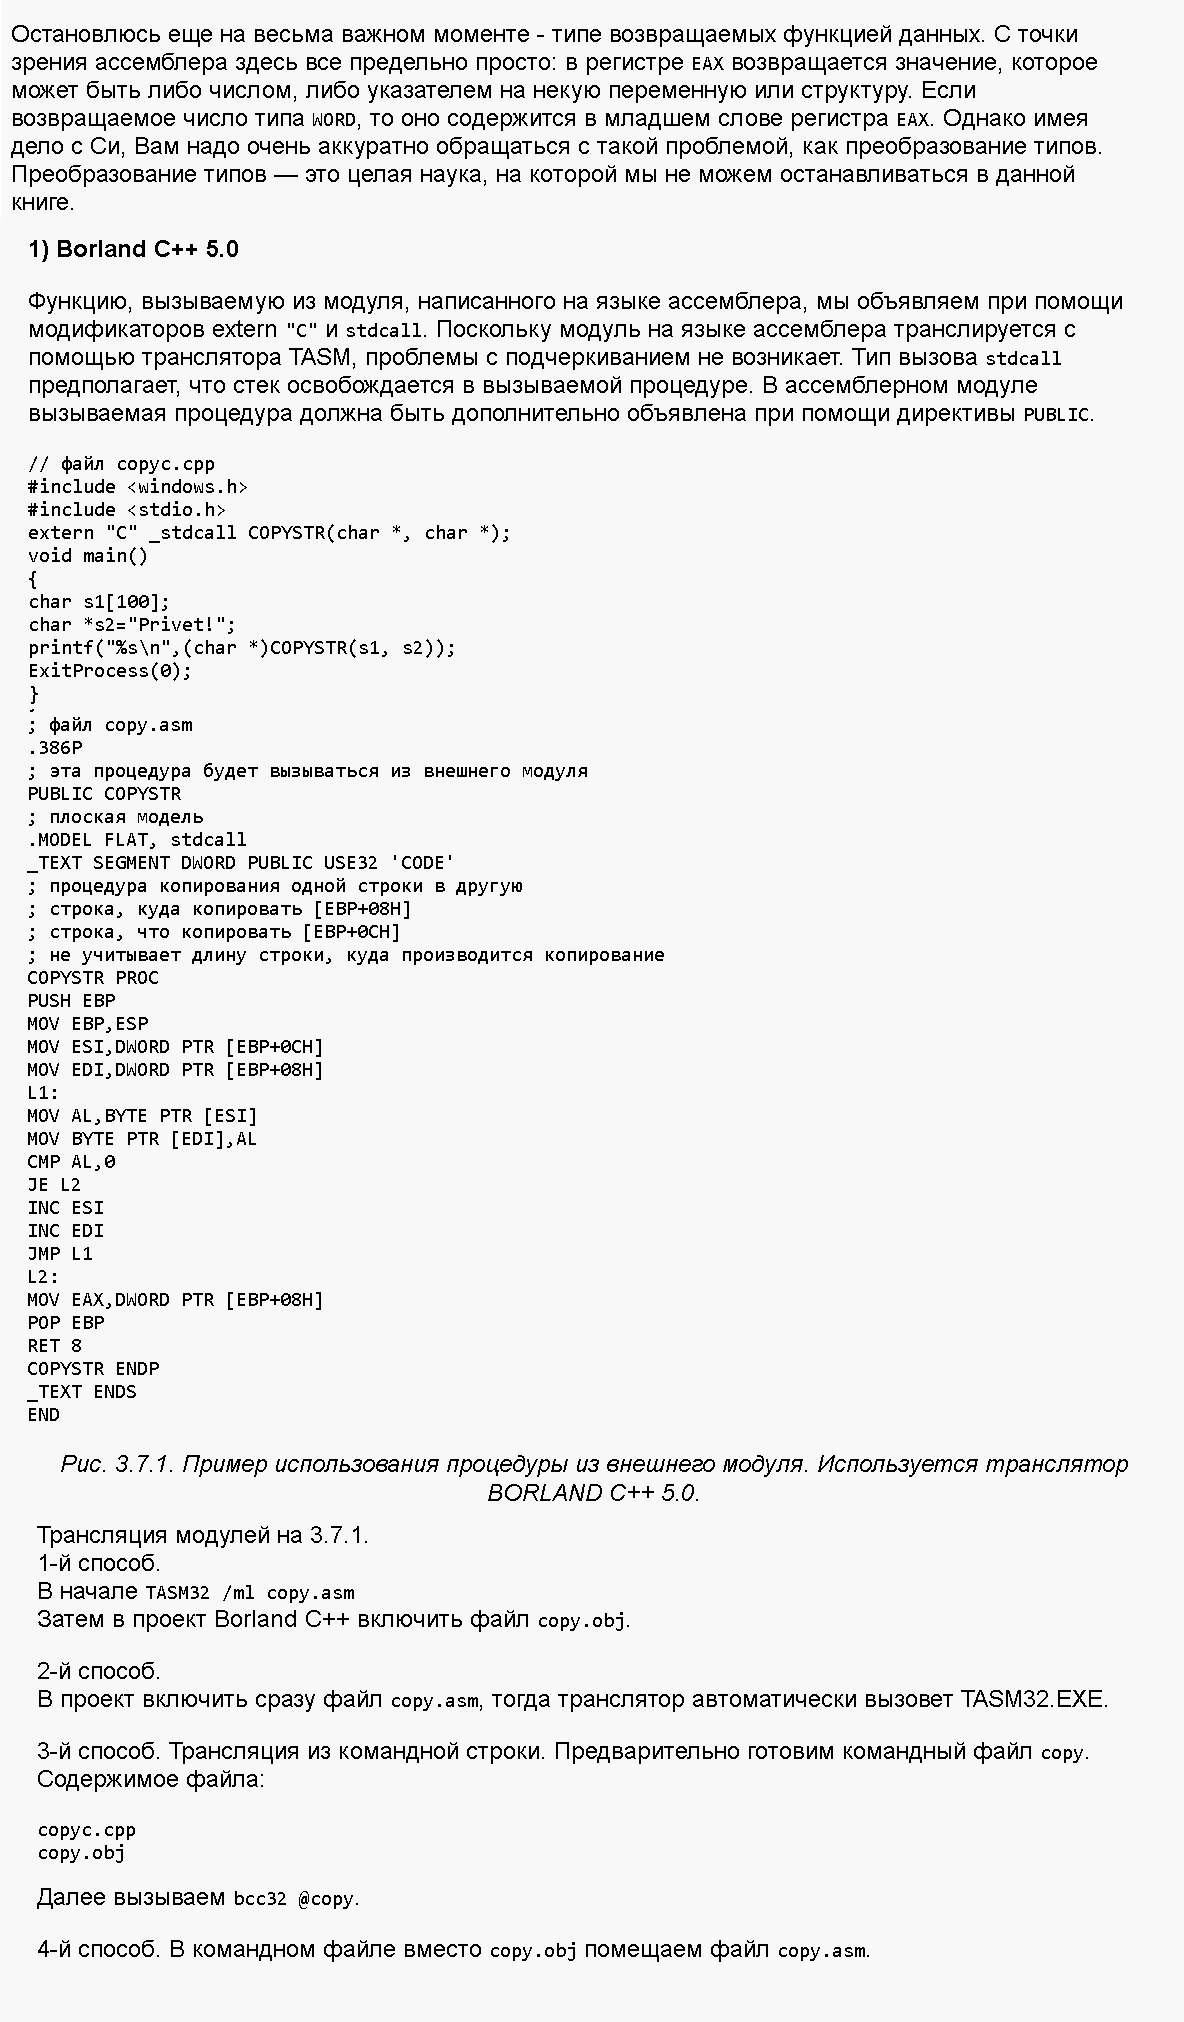 Остановлюсь еще на весьма важном моменте - типе возвращаемых функцией данных. С точки
зрения ассемблера здесь все предельно просто: в регистре EAX возвращается значение, которое
может быть либо числом, либо указателем на некую переменную или структуру. Если
возвращаемое число типа WORD, то оно содержится в младшем слове регистра EAX. Однако имея
дело с Си, Вам надо очень аккуратно обращаться с такой проблемой, как преобразование типов.
Преобразование типов — это целая наука, на которой мы не можем останавливаться в данной
книге.
1) Borland C++ 5.0
Функцию, вызываемую из модуля, написанного на языке ассемблера, мы объявляем при помощи
модификаторов extern "C" и stdcall. Поскольку модуль на языке ассемблера транслируется с
помощью транслятора TASM, проблемы с подчеркиванием не возникает. Тип вызова stdcall
предполагает, что стек освобождается в вызываемой процедуре. В ассемблерном модуле
вызываемая процедура должна быть дополнительно объявлена при помощи директивы PUBLIC.
// файл copyc.cpp
#include <windows.h>
#include <stdio.h>
extern "C" _stdcall COPYSTR(char *, char *);
void main()
{
char s1[100];
char *s2="Privet!";
printf("%s\n",(char *)COPYSTR(s1, s2));
ExitProcess(0);
}
; файл copy.asm
.386P
; эта процедура будет вызываться из внешнего модуля
PUBLIC COPYSTR
; плоская модель
.MODEL FLAT, stdcall
_TEXT SEGMENT DWORD PUBLIC USE32 'CODE'
; процедура копирования одной строки в другую
; строка, куда копировать [EBP+08H]
; строка, что копировать [EBP+0CH]
; не учитывает длину строки, куда производится копирование
COPYSTR PROC
PUSH EBP
MOV EBP,ESP
MOV ESI,DWORD PTR [EBP+0CH]
MOV EDI,DWORD PTR [EBP+08H]
L1:
MOV AL,BYTE PTR [ESI]
MOV BYTE PTR [EDI],AL
CMP AL,0
JE L2
INC ESI
INC EDI
JMP L1
L2:
MOV EAX,DWORD PTR [EBP+08H]
POP EBP
RET 8
COPYSTR ENDP
_TEXT ENDS
END
Рис. 3.7.1. Пример использования процедуры из внешнего модуля. Используется транслятор
BORLAND C++ 5.0.
Трансляция модулей на 3.7.1.
1-й способ.
В начале TASM32 /ml copy.asm
Затем в проект Borland C++ включить файл copy.obj.
2-й способ.
В проект включить сразу файл copy.asm, тогда транслятор автоматически вызовет TASM32.EXE.
3-й способ. Трансляция из командной строки. Предварительно готовим командный файл copy.
Содержимое файла:
copyc.cpp
copy.obj
Далее вызываем bcc32 @copy.
4-й способ. В командном файле вместо copy.obj помещаем файл copy.asm.